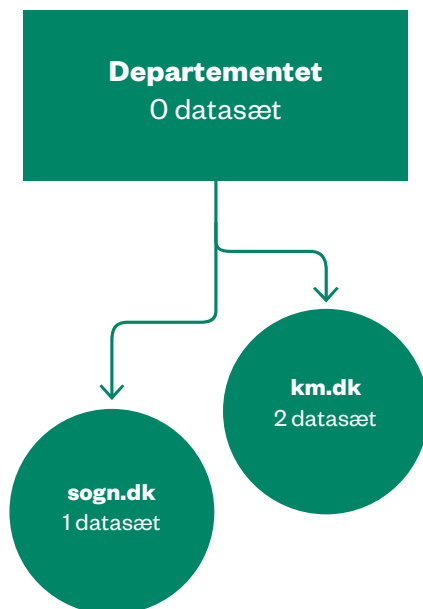 Departementet
0 datasæt
km.dk
2 datasæt
sogn.dk
1 datasæt